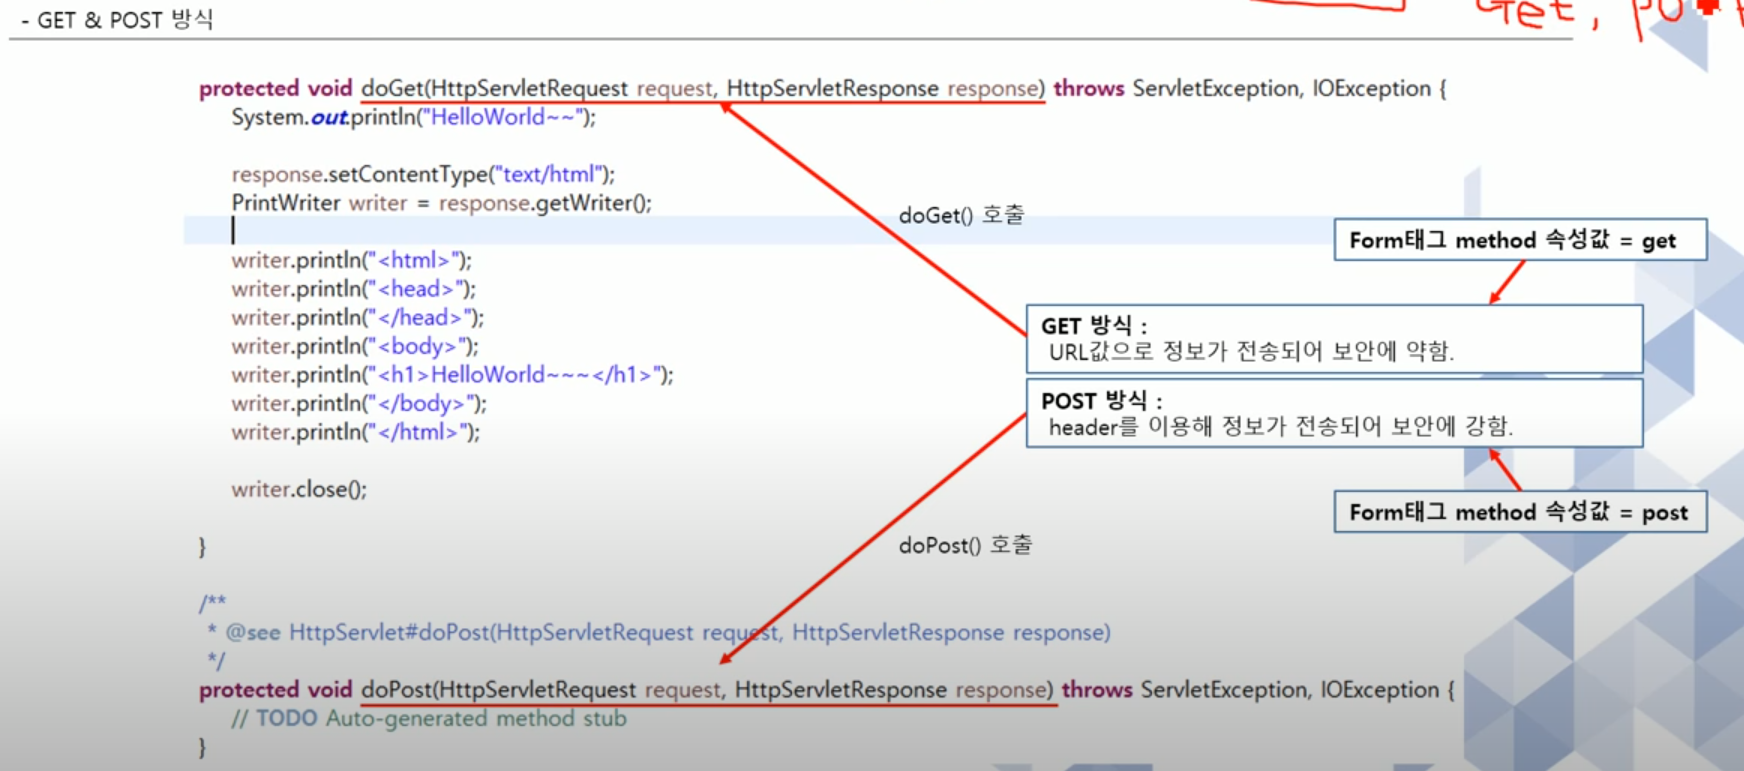 - GET & POST 방식
Get,
protected void doGet(HttpServletRequest request, HttpServletResponse response) throws ServletException, IOException {
System.out.println("HelloWorld~~");
response.setContentType("text/html");
PrintWriter writer = response.getWriter();
doGet() 호출
Form태그 method 속성값 = get
writer.println("<html>");
writer.println("<head>");
writer.println("</head>");
writer.println("<body>");
writer.println("<h1>HelloWorld~~~</h1>");
writer.println("</body>");
writer.println("</html>");
GET 방식 :
URL값으로 정보가 전송되어 보안에 약함.
POST 방식 :
header를 이용해 정보가 전송되어 보안에 강함.
writer.close();
Form태그 method 속성값 = post
}
doPost() 호출
/**
* @see HttpServlet#doPost(HttpServletRequest request, HttpServletResponse response)
*/
protected void doPost(HttpServletRequest request, HttpServletResponse response) throws ServletException, IOException {
// TODO Auto-generated method stub
}